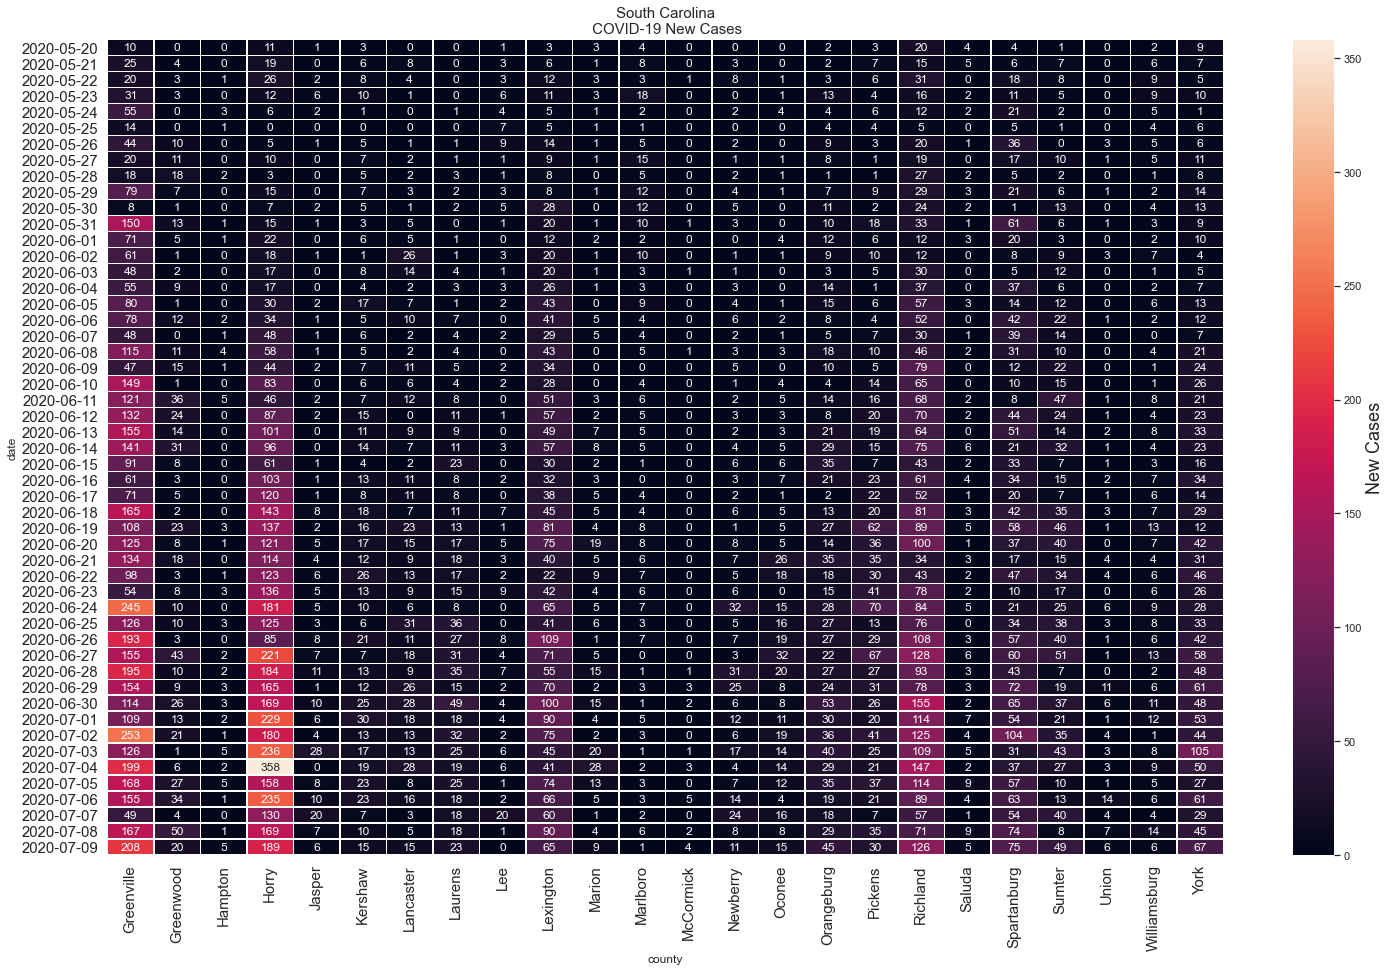 South Carolina
COVID-19 New Cases
2020-05-20 10 0 0 11 1 3 0 0 1 3 3 4 0 0 0 2 3 20 4 4 1 0 2 9
2020-05-21 25 4 0 19 0 6 8 0 3 6 1 8 0 3 0 2 7 15 5 6 7 0 6 7
2020-05-22 20 3 1 26 2 8 4 0 3 12 3 3 1 8 1 3 6 31 0 18 8 0 9 5
2020-05-23 31 3 0 12 6 10 1 0 6 11 3 18 0 0 1 13 4 16 2 11 5 0 9 10
2020-05-24 55 0 3 6 2 1 0 1 4 5 1 2 0 2 4 4 6 12 2 21 2 0 5 1
2020-05-25 14 0 1 0 0 0 0 0 7 5 1 1 0 0 0 4 4 5 0 5 1 0 4 6
2020-05-26 44 10 0 5 1 5 1 1 9 14 1 5 0 2 0 9 3 20 1 36 0 3 5 6
2020-05-27 20 11 0 10 0 7 2 1 1 9 1 15 0 1 1 8 1 19 0 17 10 1 5 11
2020-05-28 18 18 2 3 0 5 2 3 1 8 0 5 0 2 1 1 1 27 2 5 2 0 1 8
2020-05-29 79 7 0 15 0 7 3 2 3 8 1 12 0 4 1 7 9 29 3 21 6 1 2 14
2020-05-30 8 1 0 7 2 5 1 2 5 28 0 12 0 5 0 11 2 24 2 1 13 0 4 13
2020-05-31 150 13 1 15 1 3 5 0 1 20 1 10 1 3 0 10 18 33 1 61 6 1 3 9
2020-06-01 71 5 1 22 0 6 5 1 0 12 2 2 0 0 4 12 6 12 3 20 3 0 2 10
2020-06-02 61 1 0 18 1 1 26 1 3 20 1 10 0 1 1 9 10 12 0 8 9 3 7 4
2020-06-03 48 2 0 17 0 8 14 4 1 20 1 3 1 1 0 3 5 30 0 5 12 0 1 5
2020-06-04 55 9 0 17 0 4 2 3 3 26 1 3 0 3 0 14 1 37 0 37 6 0 2 7
2020-06-05 80 1 0 30 2 17 7 1 2 43 0 9 0 4 1 15 6 57 3 14 12 0 6 13
2020-06-06 78 12 2 34 1 5 10 7 0 41 5 4 0 6 2 8 4 52 0 42 22 1 2 12
2020-06-07 48 0 1 48 1 6 2 4 2 29 5 4 0 2 1 5 7 30 1 39 14 0 0 7
2020-06-08 115 11 4 58 1 5 2 4 0 43 0 5 1 3 3 18 10 46 2 31 10 0 4 21
2020-06-09 47 15 1 44 2 7 11 5 2 34 0 0 0 5 0 10 5 79 0 12 22 0 1 24
2020-06-10 149 1 0 83 0 6 6 4 2 28 0 4 0 1 4 4 14 65 0 10 15 0 1 26
2020-06-11 121 36 5 46 2 7 12 8 0 51 3 6 0 2 5 14 16 68 2 8 47 1 8 21
2020-06-12 132 24 0 87 2 15 0 11 1 57 2 5 0 3 3 8 20 70 2 44 24 1 4 23
2020-06-13 155 14 0 101 0 11 9 9 0 49 7 5 0 2 3 21 19 64 0 51 14 2 8 33
2020-06-14 141 31 0 96 0 14 7 11 3 57 8 5 0 4 5 29 15 75 6 21 32 1 4 23
2020-06-15 91 8 0 61 1 4 2 23 0 30 2 1 0 6 6 35 7 43 2 33 7 1 3 16
2020-06-16 61 3 0 103 1 13 11 8 2 32 3 0 0 3 7 21 23 61 4 34 15 2 7 34
2020-06-17 71 5 0 120 1 8 11 8 0 38 5 4 0 2 1 2 22 52 1 20 7 1 6 14
2020-06-18 165 2 0 143 8 18 7 11 7 45 5 4 0 6 5 13 20 81 3 42 35 3 7 29
2020-06-19 108 23 3 137 2 16 23 13 1 81 4 8 0 1 5 27 62 89 5 58 46 1 13 12
2020-06-20 125 8 1 121 5 17 15 17 5 75 19 8 0 8 5 14 36 100 1 37 40 0 7 42
2020-06-21 134 18 0 114 4 12 9 18 3 40 5 6 0 7 26 35 35 34 3 17 15 4 4 31
2020-06-22 98 3 1 123 6 26 13 17 2 22 9 7 0 5 18 18 30 43 2 47 34 4 6 46
2020-06-23 54 8 3 136 5 13 9 15 9 42 4 6 0 6 0 15 41 78 2 10 17 0 6 26
2020-06-24 245 10 0 181 5 10 6 8 0 65 5 7 0 32 15 28 70 84 5 21 25 6 9 28
2020-06-25 126 10 3 125 3 6 31 36 0 41 6 3 0 5 16 27 13 76 0 34 38 3 8 33
2020-06-26 193 3 0 85 8 21 11 27 8 109 1 7 0 7 19 27 29 108 3 57 40 1 6 42
2020-06-27 155 43 2 221 7 7 18 31 4 71 5 0 0 3 32 22 67 128 6 60 51 1 13 58
2020-06-28 195 10 2 184 11 13 9 35 7 55 15 1 1 31 20 27 27 93 5 43 7 0 2 48
2020-06-29 154 9 3 165 1 12 26 15 2 70 2 3 3 25 8 24 31 78 3 72 19 11 6 61
2020-06-30 114 26 3 169 10 25 28 49 4 100 15 1 2 6 8 53 26 155 2 65 37 6 11 48
2020-07-01 109 13 2 229 6 30 18 18 4 90 4 5 0 12 11 30 20 114 7 54 21 1 12 53
2020-07-02 253 21 1 180 4 13 13 32 2 75 2 3 0 6 19 36 41 125 4 104 35 4 1 44
2020-07-03 126 1 5 236 28 17 13 25 6 45 20 1 1 17 14 40 25 109 5 31 43 3 8 105
2020-07-04 199 6 2 358 0 19 28 19 6 41 28 2 3 4 14 29 21 147 2 37 27 3 9 50
2020-07-05 168 27 5 158 8 23 8 25 1 74 13 3 0 7 12 35 37 114 9 57 10 1 5 27
2020-07-06 155 34 1 235 10 23 16 18 2 66 5 3 5 14 4 19 21 89 4 63 13 14 6 61
2020-07-07 49 4 0 130 20 7 3 18 20 60 1 2 0 24 16 18 7 57 1 54 40 4 4 29
2020-07-08 167 50 1 169 7 10 5 18 1 90 4 6 2 8 8 29 35 71 9 74 8 7 14 45
2020-07-09 208 20 5 189 6 15 15 23 0 65 9 1 4 11 15 45 30 126 5 75 49 6 6 67
Greenville Greenwood Hampton Horry Jasper Kershaw Lancaster Laurens Lee Lexington Marion Marlboro McCormick Newberry Oconee Orangeburg Pickens Richland Saluda Spartanburg Sumter Union Williamsburg York
county
date
350
300
250
200
150
100
50
0
New Cases